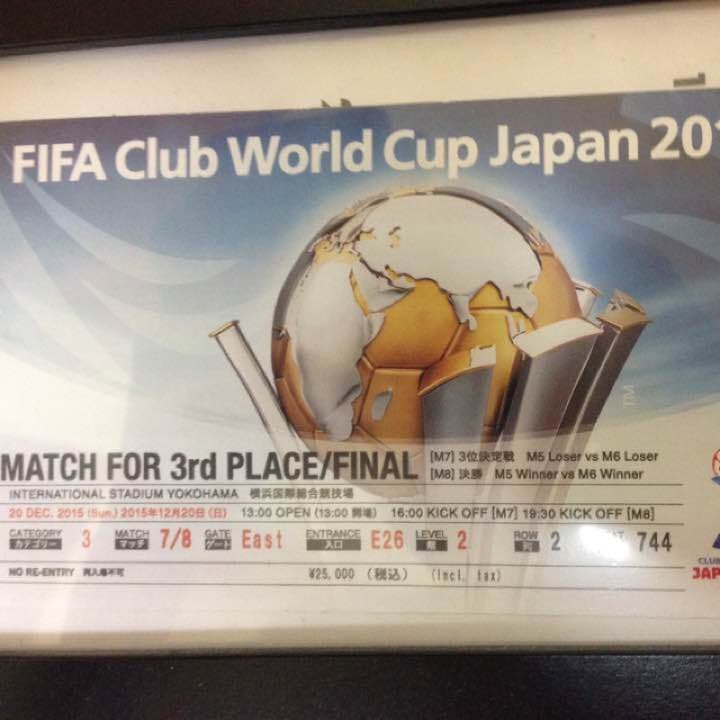 FIFA Club World Cup Japan 201
MATCH FOR 3rd PLACE/FINAL
[M7] 3位決定戦 M5 Loser vs M6 Loser
[M8] 決勝 M5 Winner vs M6 Winner
INTERNATIONAL STADIUM YOKOHAMA 横浜国際総合競技場
20 DEC. 2015 (Sun.) 2015年12月20日 (日) 13:00 OPEN (13:00 開場) 16:00 KICK OFF [M7] 19:30 KICK OFF [M8]
CATEGORY カテゴリー 3 MATCH マッチ 7/8 GATE ゲート East ENTRANCE 入口 E26 LEVEL 階 2 ROW 列 2 744
NO RE-ENTRY 再入場不可 ¥25,000 (税込) (Incl. tax)
TM
CLUB
JAP